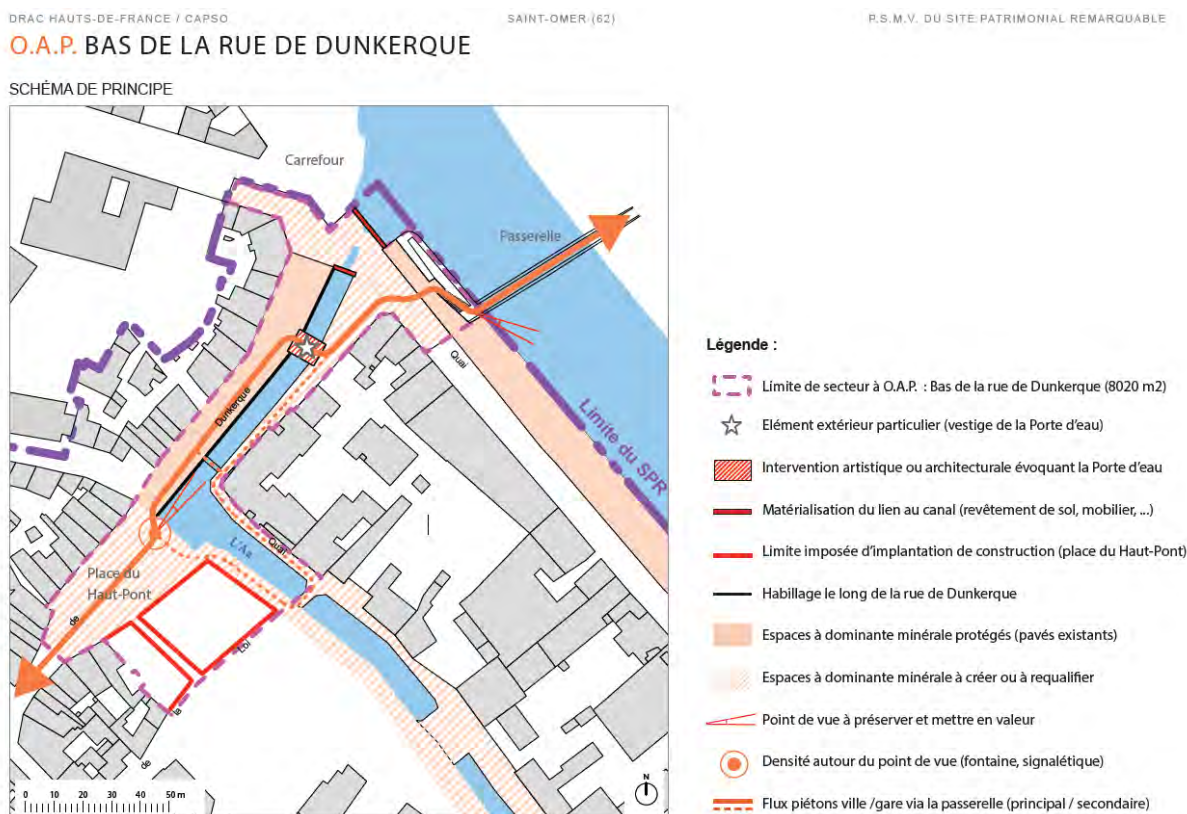 DRAC HAUTS-DE-FRANCE / CAPSO
SAINT-OMER (62)
P.S.M.V. DU SITE PATRIMONIAL REMARQUABLE
O.A.P. BAS DE LA RUE DE DUNKERQUE
SCHÉMA DE PRINCIPE
Carrefour
Passerelle
Quai
Dunkerque
Limite du SPR
L'Aa
Quai
Place du
Haut-Pont
de
la
de
0 10 20 30 40 50 m
N
Légende :
Limite de secteur à O.A.P. : Bas de la rue de Dunkerque (8020 m2)
Elément extérieur particulier (vestige de la Porte d'eau)
Intervention artistique ou architecturale évoquant la Porte d'eau
Matérialisation du lien au canal (revêtement de sol, mobilier, ...)
Limite imposée d'implantation de construction (place du Haut-Pont)
Habillage le long de la rue de Dunkerque
Espaces à dominante minérale protégés (pavés existants)
Espaces à dominante minérale à créer ou à requalifier
Point de vue à préserver et mettre en valeur
Densité autour du point de vue (fontaine, signalétique)
Flux piétons ville /gare via la passerelle (principal / secondaire)